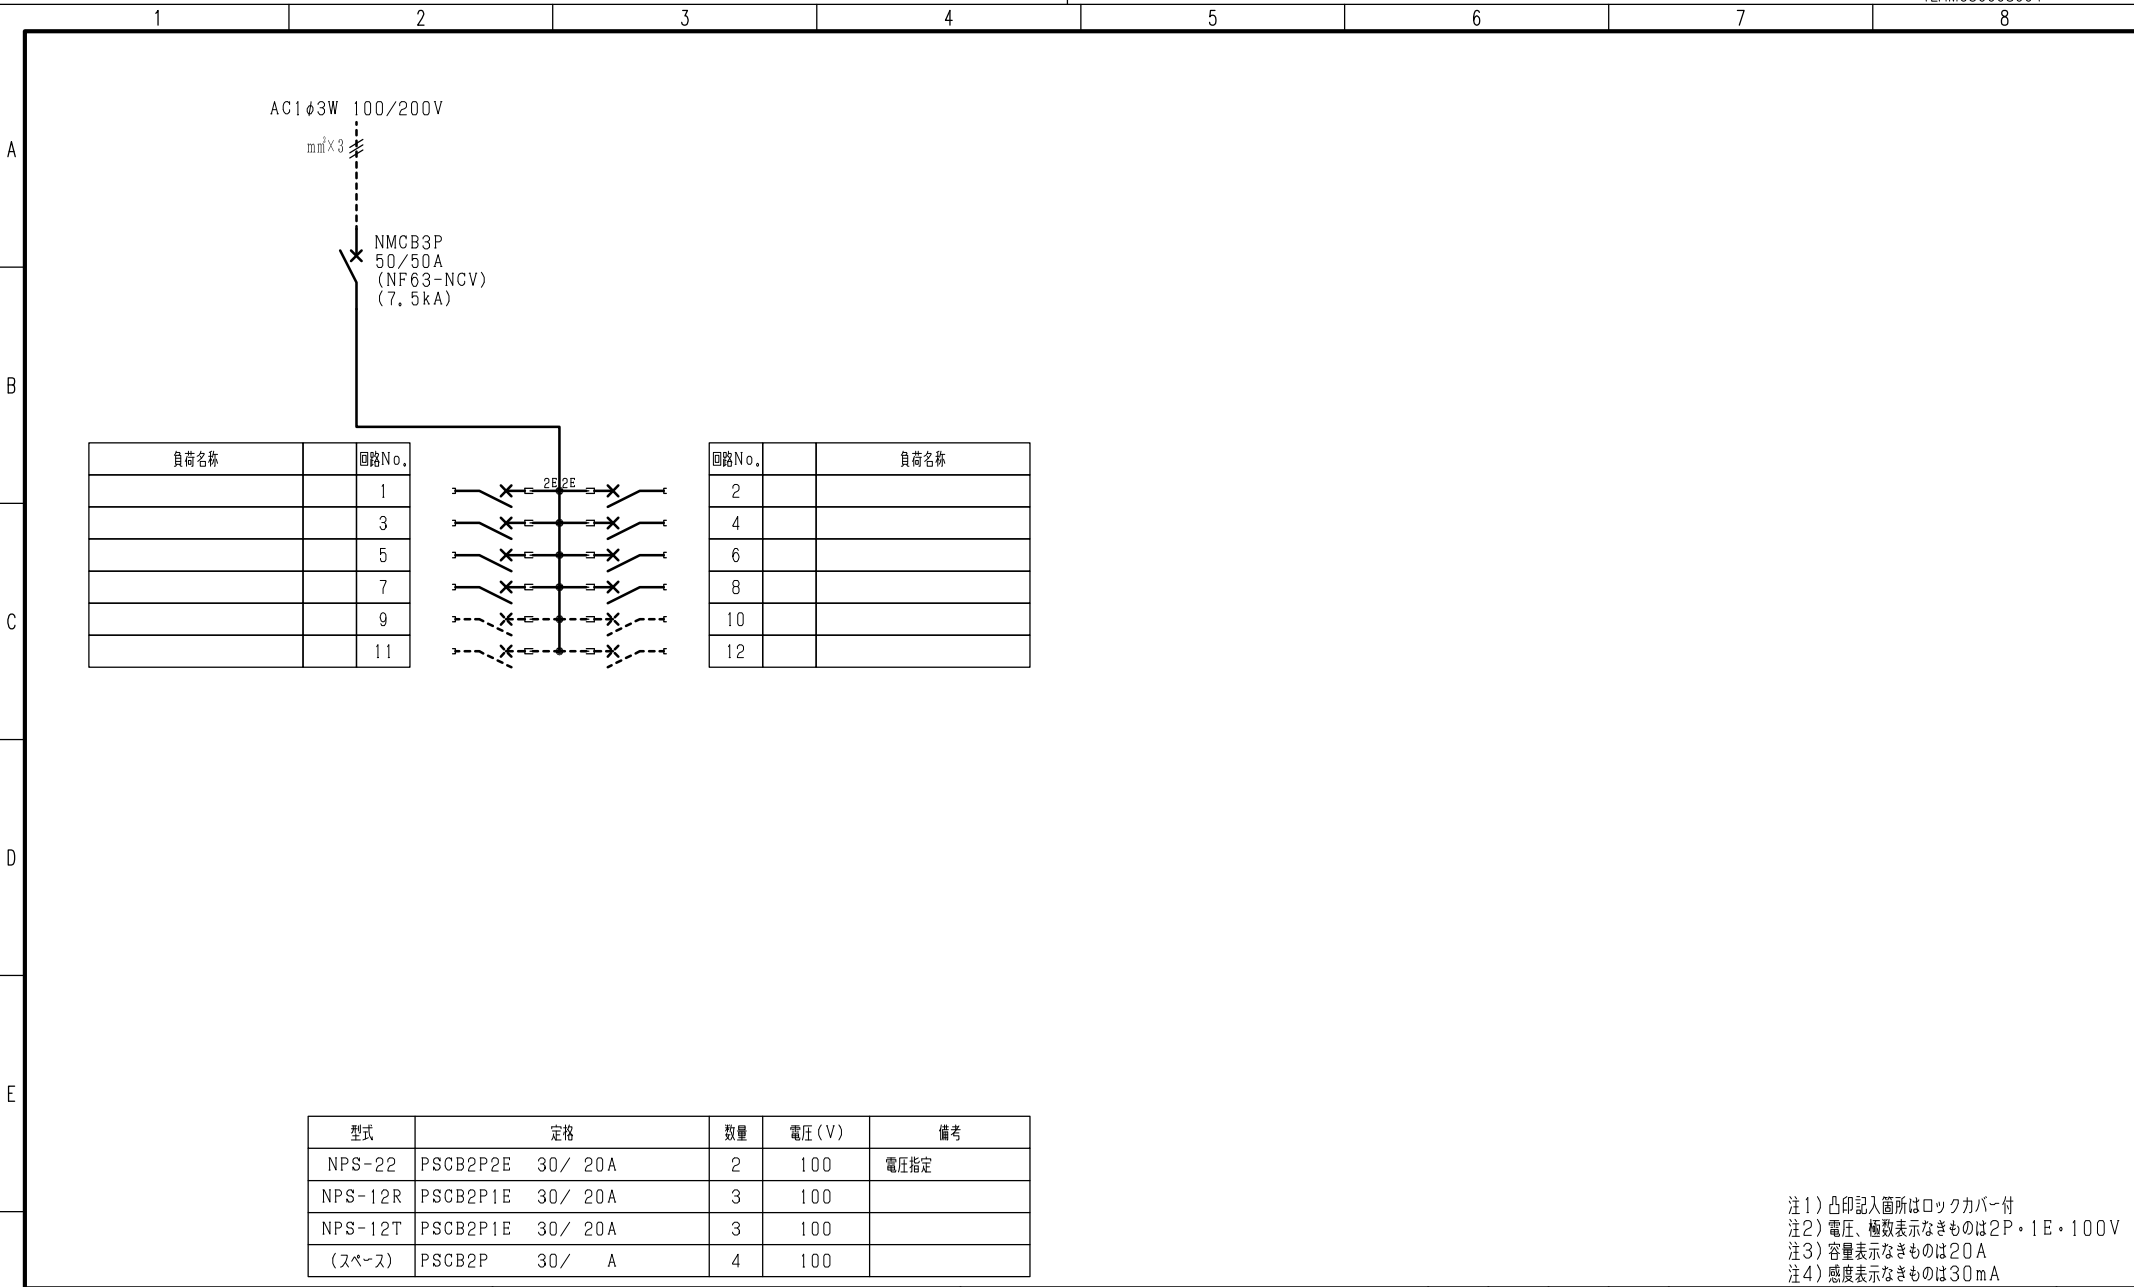 1 2 3 4 5 6 7 8
A
B
C
D
E
AC1φ3W 100/200V
mm²×3
NMCB3P
50/50A
(NF63-NCV)
(7.5kA)
負荷名称 回路No.
1
3
5
7
9
11
2E 2E
回路No. 負荷名称
2
4
6
8
10
12
型式 定格 数量 電圧(V) 備考
NPS-22 PSCB2P2E 30/ 20A 2 100 電圧指定
NPS-12R PSCB2P1E 30/ 20A 3 100
NPS-12T PSCB2P1E 30/ 20A 3 100
(スペース) PSCB2P 30/ A 4 100
注1)凸印記入箇所はロックカバー付
注2)電圧、極数表示なきものは2P・1E・100V
注3)容量表示なきものは20A
注4)感度表示なきものは30mA